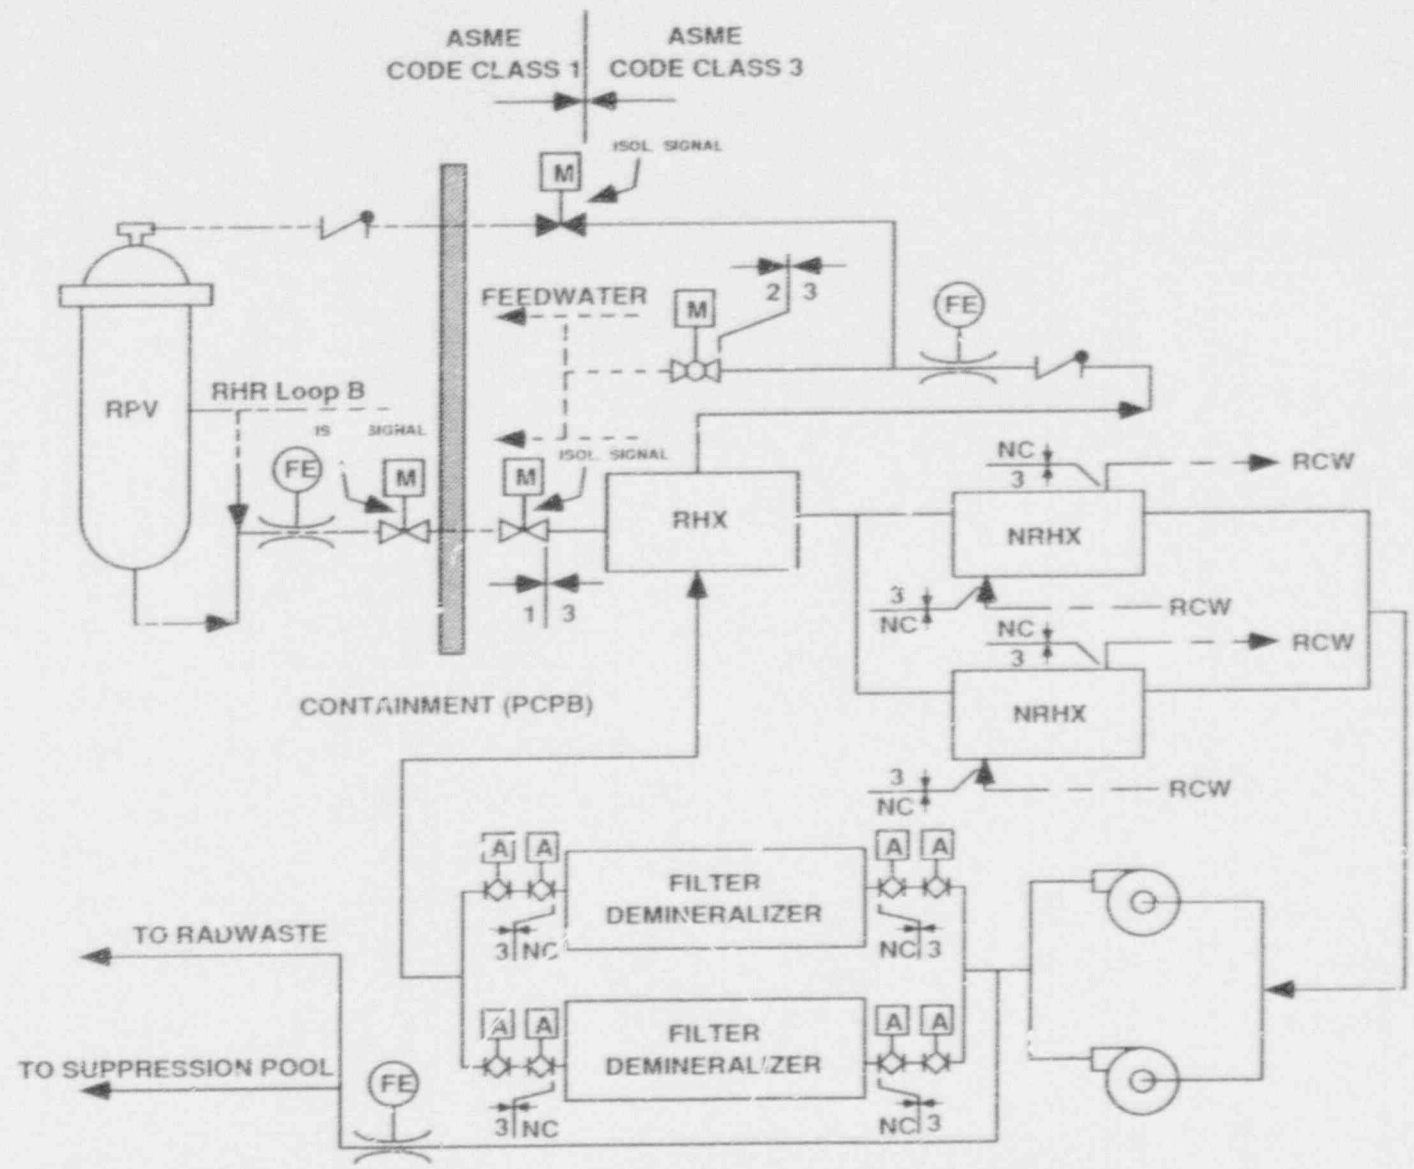 ASME
CODE CLASS 1
ASME
CODE CLASS 3
ISOL. SIGNAL
M
2 3
FEEDWATER
M
FE
RHR Loop B
RPV
IS SIGNAL
ISOL. SIGNAL
FE
M
M
RHX
NC
3
RCW
NRHX
1 3
3
NC
RCW
NC
3
RCW
CONTAINMENT (PCPB)
NRHX
3
NC
RCW
A A
A A
FILTER
DEMINERALIZER
3 NC
NC 3
TO RADWASTE
A A
A A
FILTER
DEMINERALIZER
TO SUPPRESSION POOL
FE
3 NC
NC 3